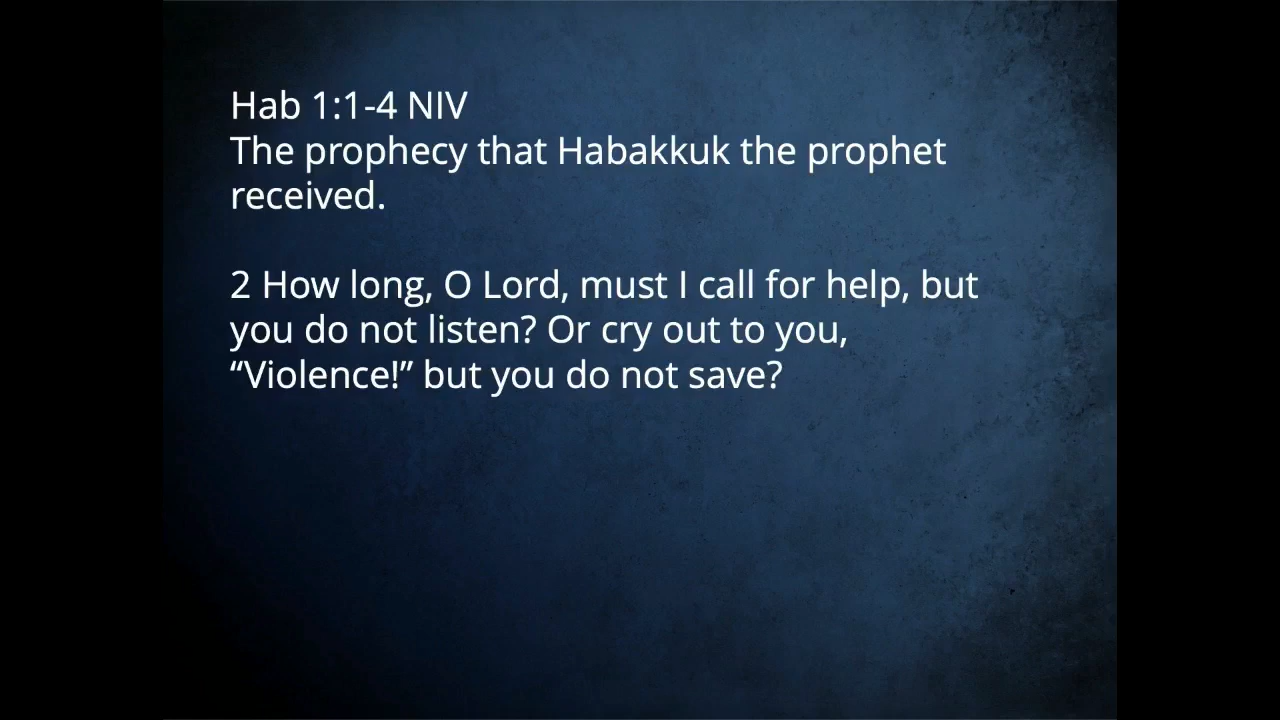 Hab 1:1-4 NIV
The prophecy that Habakkuk the prophet
received.
2 How long, O Lord, must I call for help, but
you do not listen? Or cry out to you,
“Violence!” but you do not save?